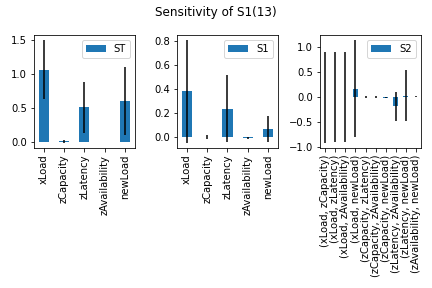 Sensitivity of S1(13)
ST
1.5
1.0
0.5
0.0
xLoad
zCapacity
zLatency
zAvailability
newLoad
S1
0.8
0.6
0.4
0.2
0.0
xLoad
zCapacity
zLatency
zAvailability
newLoad
S2
1.0
0.5
0.0
−0.5
−1.0
(xLoad, zCapacity)
(xLoad, zLatency)
(xLoad, zAvailability)
(xLoad, newLoad)
(zCapacity, zLatency)
(zCapacity, zAvailability)
(zCapacity, newLoad)
(zLatency, zAvailability)
(zLatency, newLoad)
(zAvailability, newLoad)